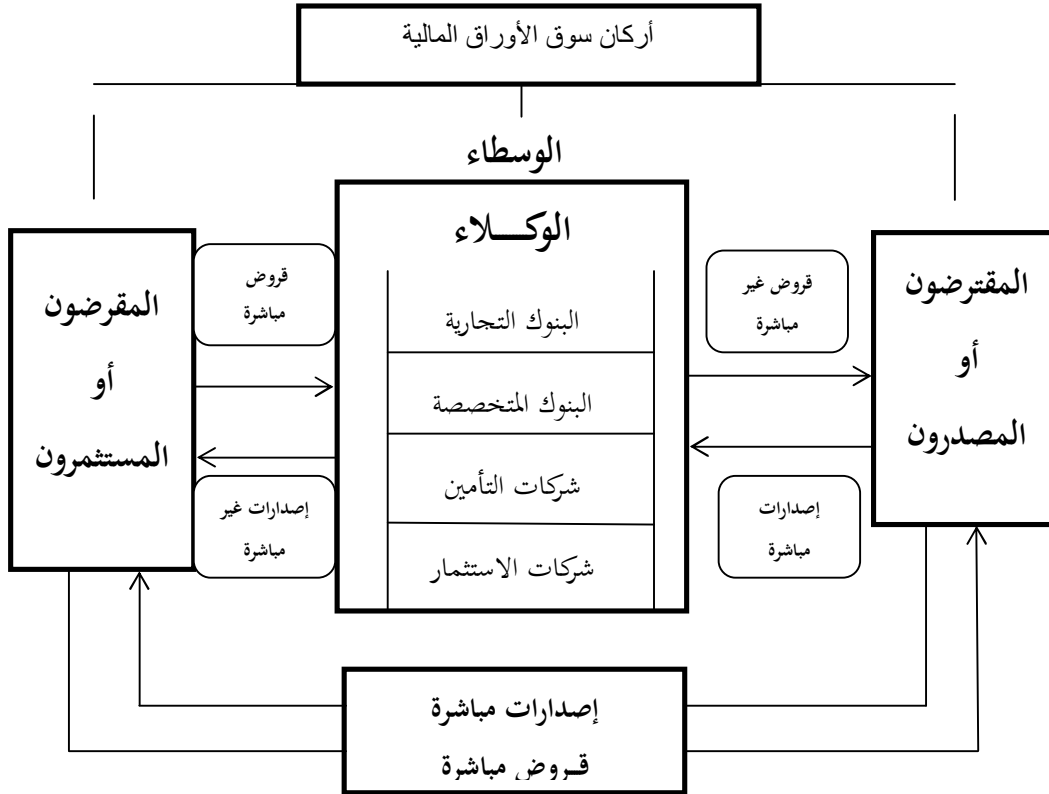 أركان سوق الأوراق المالية
الوسطاء
الوكـــلاء
المقترضون
أو
المصدرون
قروض غير
مباشرة
إصدارات
مباشرة
البنوك التجارية
البنوك المتخصصة
شركات التأمين
شركات الاستثمار
قروض
مباشرة
إصدارات غير
مباشرة
المقرضون
أو
المستثمرون
إصدارات مباشرة
قـروض مباشرة